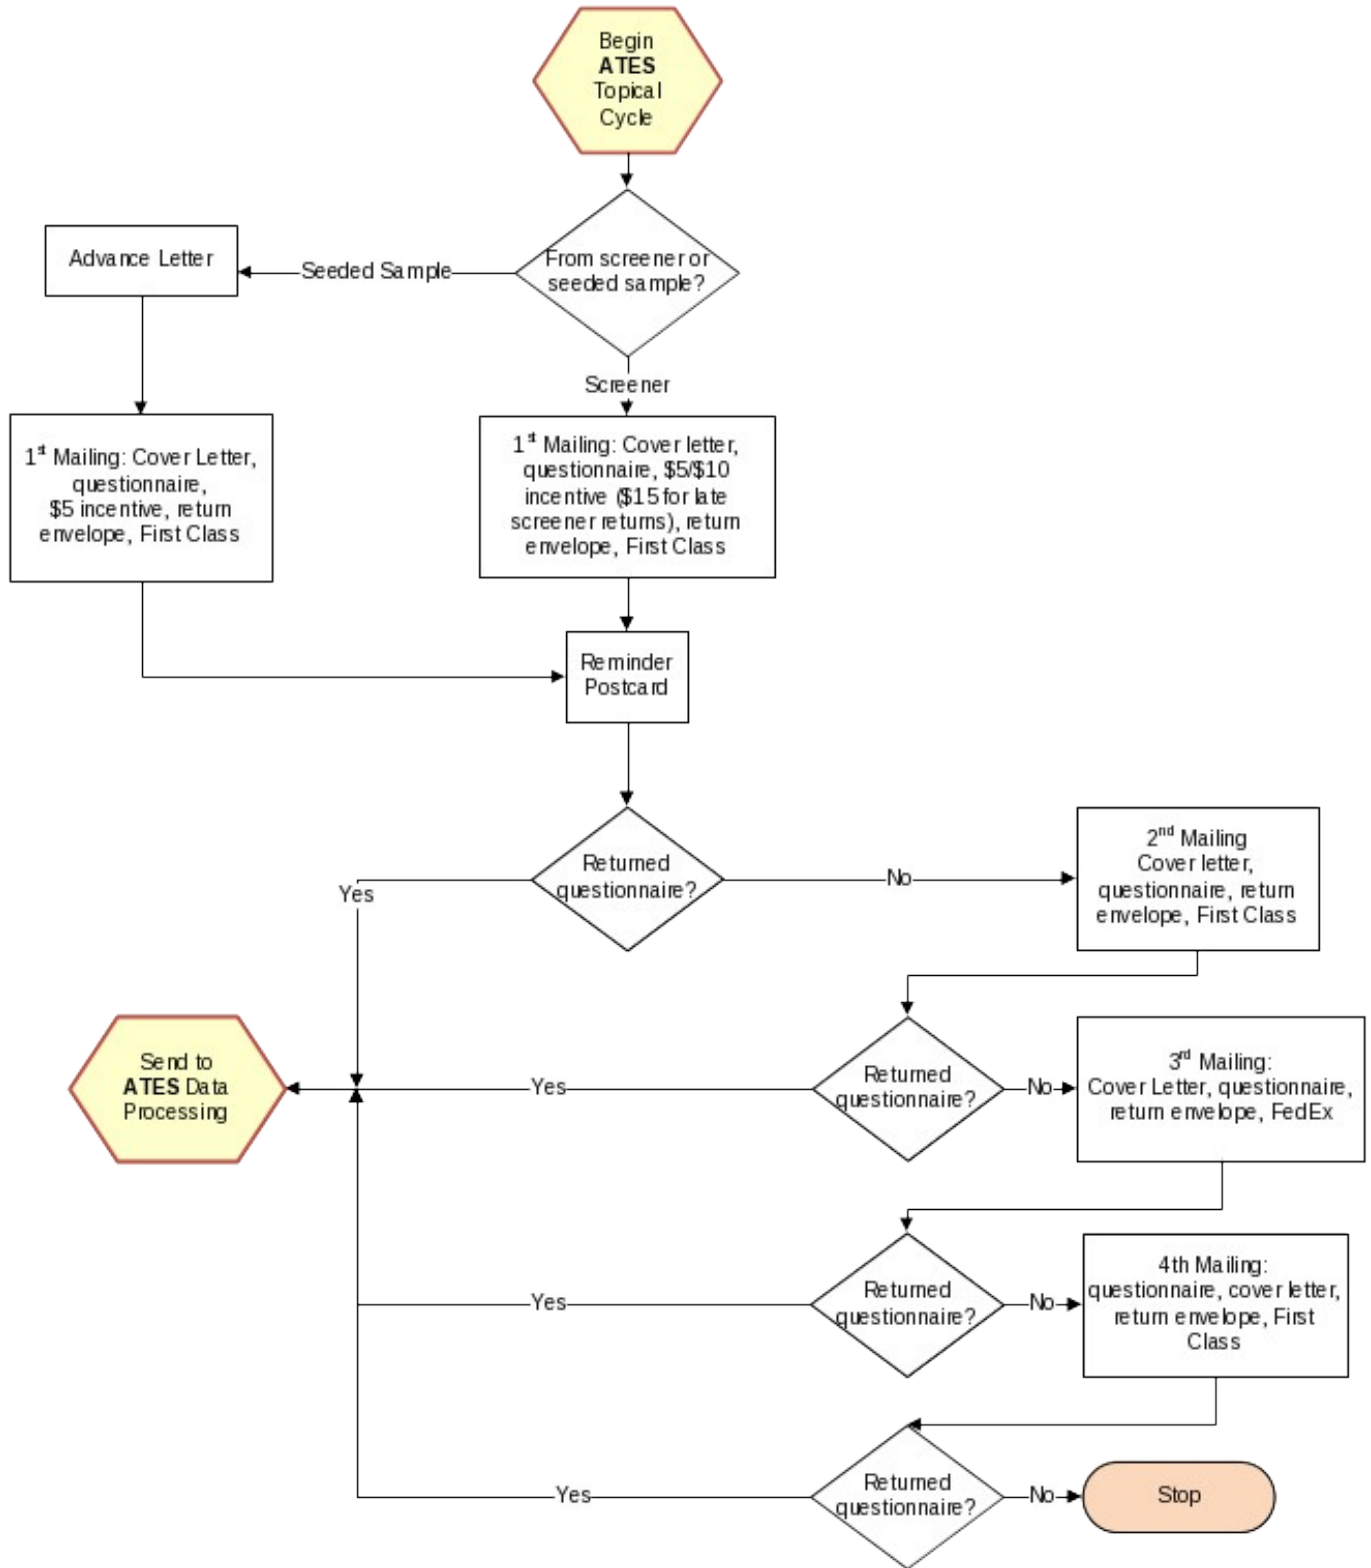 Begin
ATES
Topical
Cycle
From screener or
seeded sample?
Seeded Sample
Advance Letter
Screener
1st Mailing: Cover Letter,
questionnaire,
$5 incentive, return
envelope, First Class
1st Mailing: Cover letter,
questionnaire, $5/$10
incentive ($15 for late
screener returns), return
envelope, First Class
Reminder
Postcard
Returned
questionnaire?
Yes
No
2nd Mailing
Cover letter,
questionnaire, return
envelope, First Class
Send to
ATES Data
Processing
Yes
Returned
questionnaire?
No
3rd Mailing:
Cover Letter, questionnaire,
return envelope, FedEx
Yes
Returned
questionnaire?
No
4th Mailing:
questionnaire, cover letter,
return envelope, First
Class
Yes
Returned
questionnaire?
No
Stop